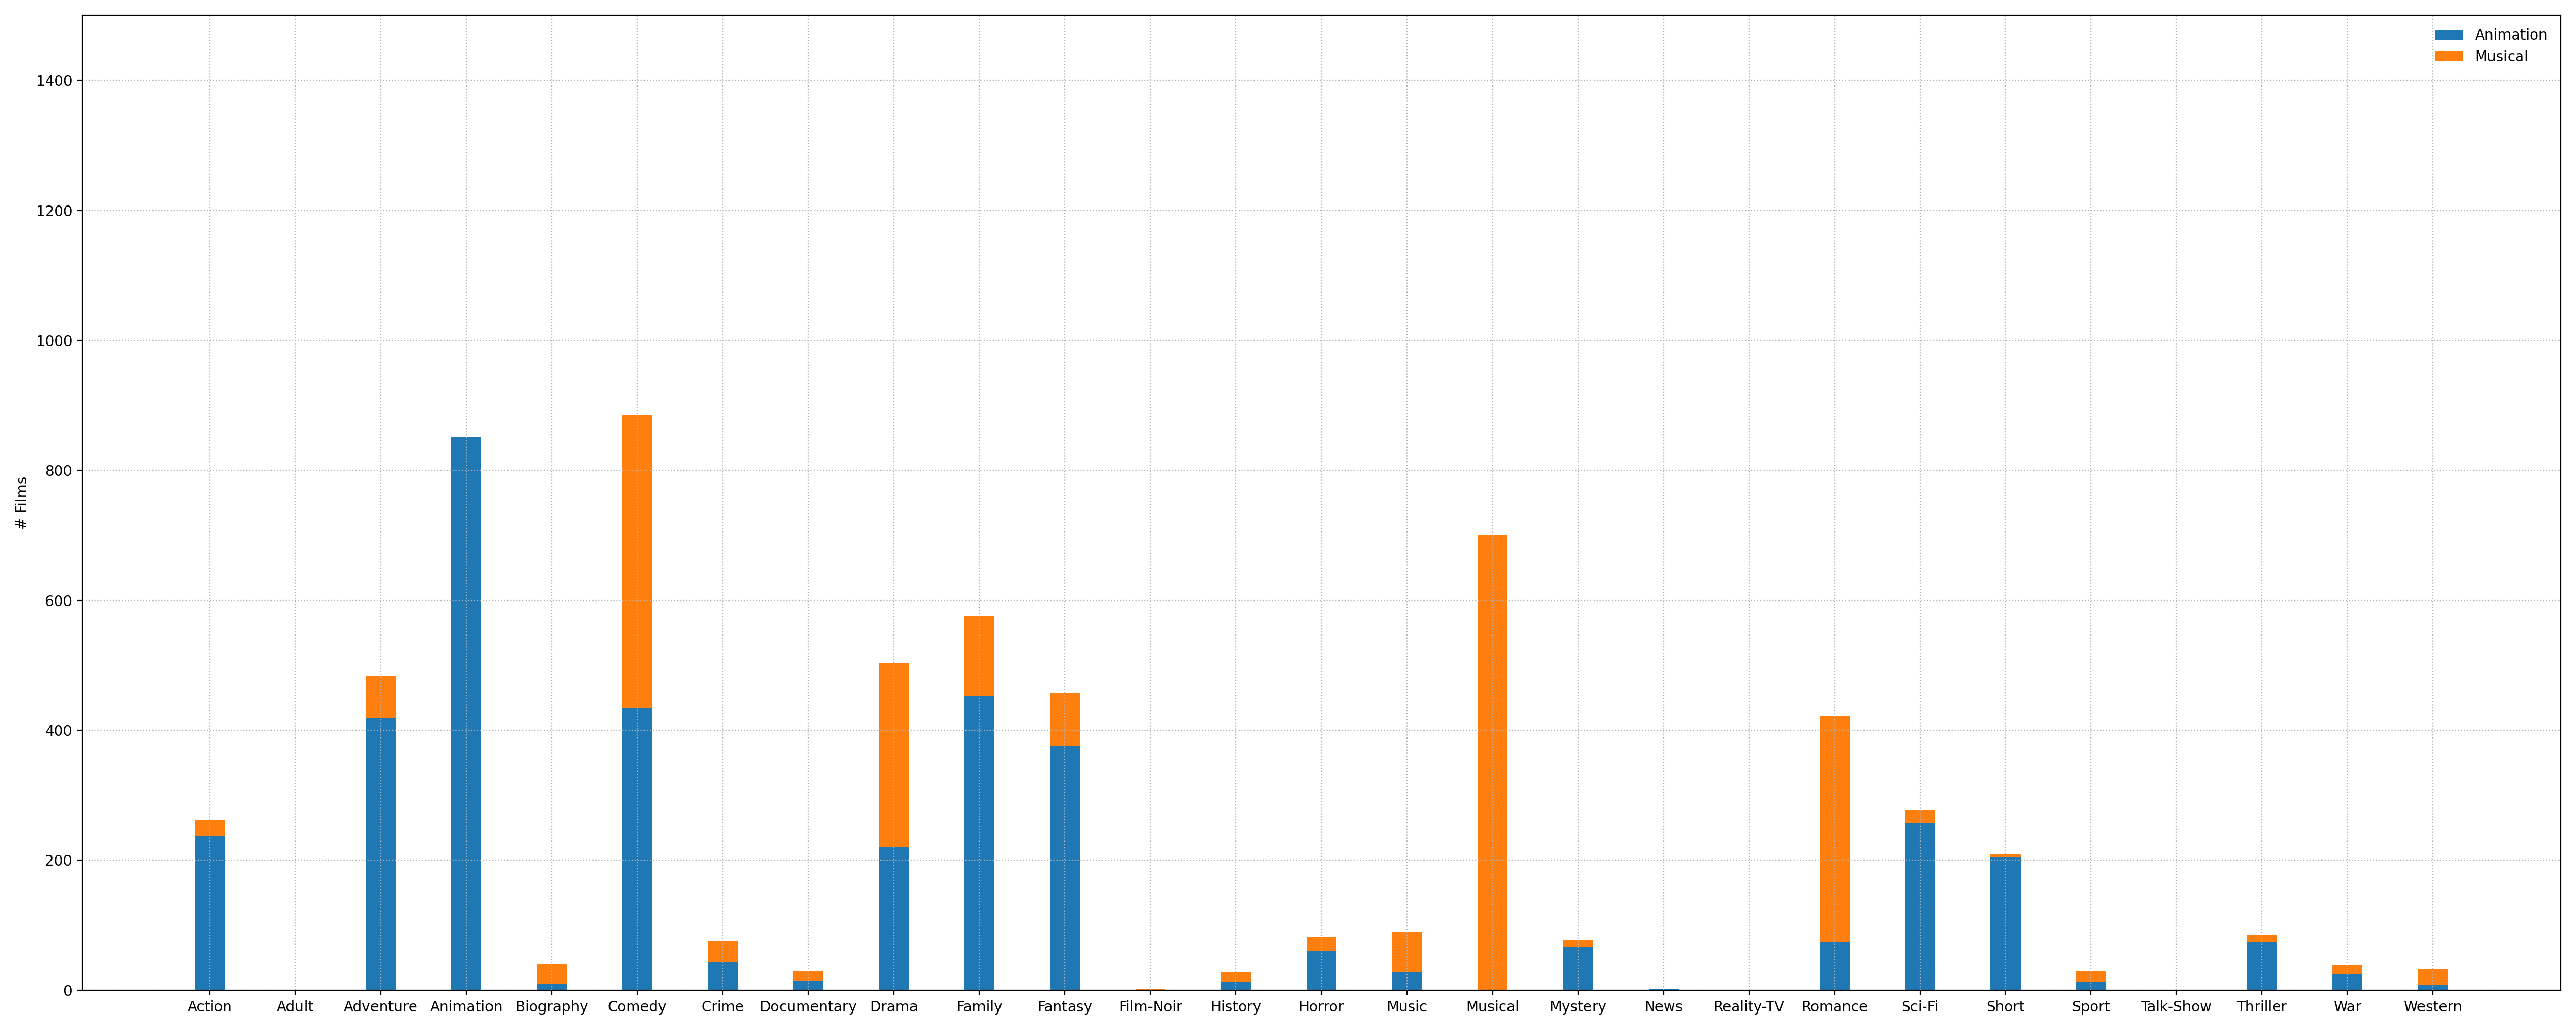 Animation
Musical
1400
1200
1000
800
600
400
200
0
# Films
Action Adult Adventure Animation Biography Comedy Crime Documentary Drama Family Fantasy Film-Noir History Horror Music Musical Mystery News Reality-TV Romance Sci-Fi Short Sport Talk-Show Thriller War Western